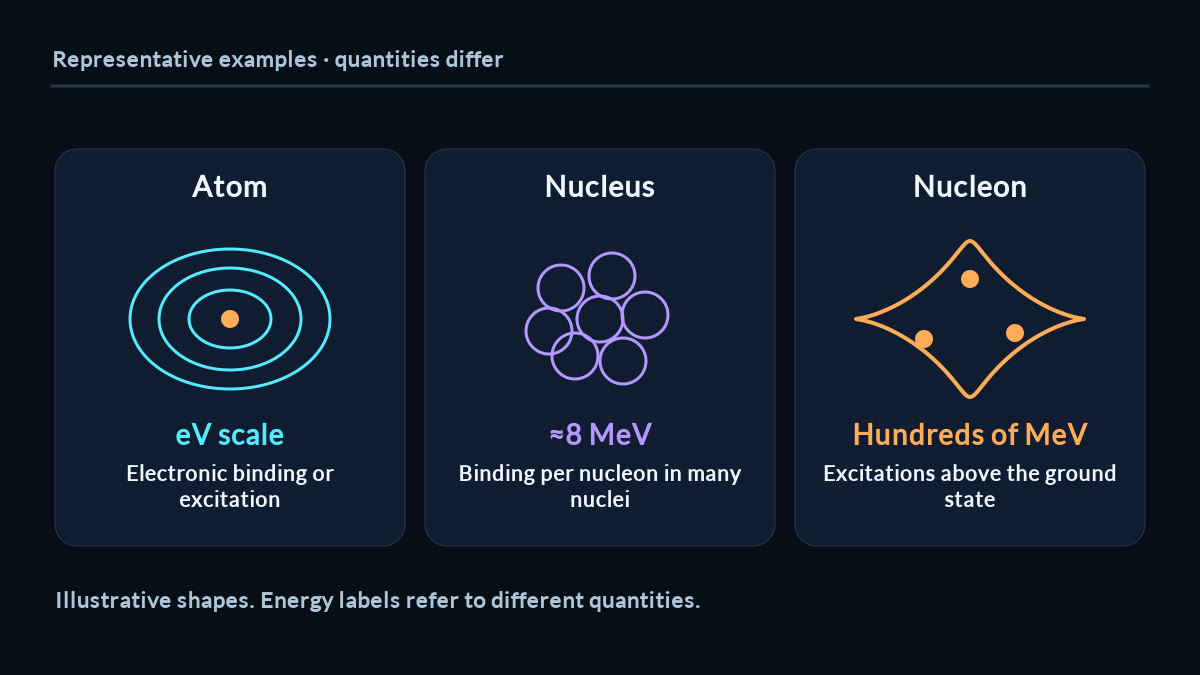 Representative examples · quantities differ
Atom
Nucleus
Nucleon
eV scale
Electronic binding or
excitation
≈8 MeV
Binding per nucleon in many
nuclei
Hundreds of MeV
Excitations above the ground
state
Illustrative shapes. Energy labels refer to different quantities.